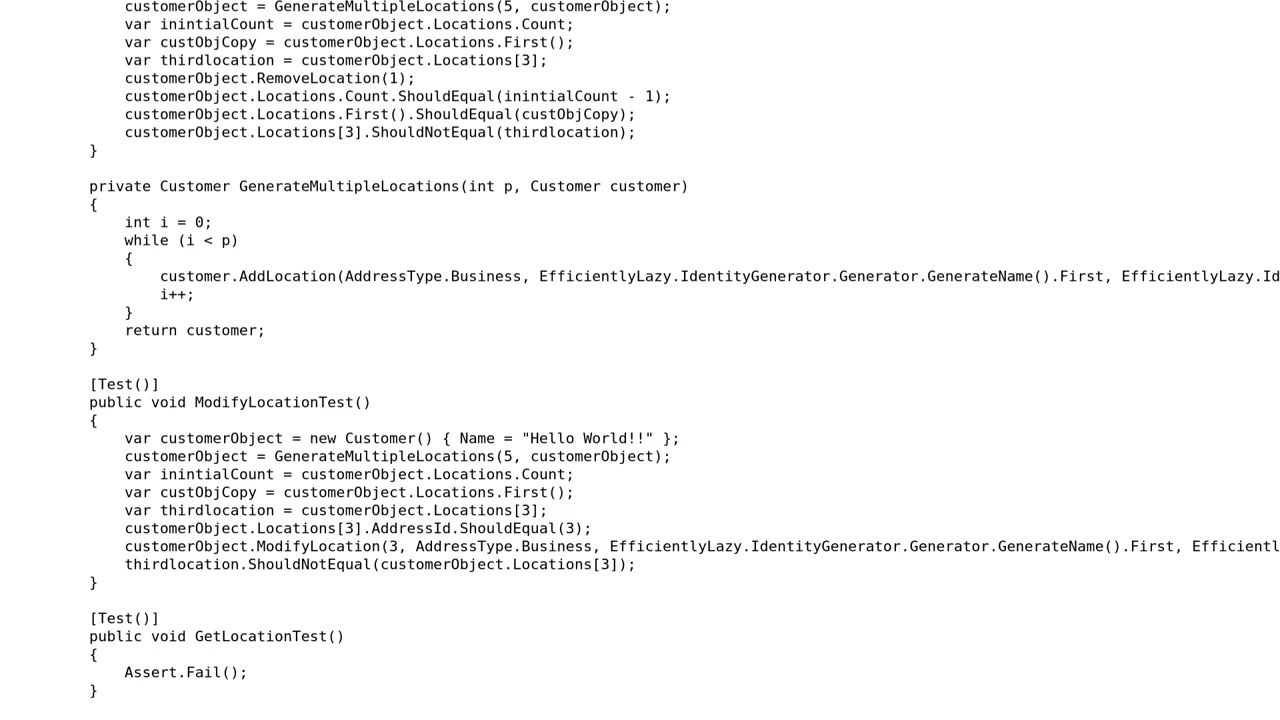 customerObject = GenerateMultipleLocations(5, customerObject);
var inintialCount = customerObject.Locations.Count;
var custObjCopy = customerObject.Locations.First();
var thirdlocation = customerObject.Locations[3];
customerObject.RemoveLocation(1);
customerObject.Locations.Count.ShouldEqual(inintialCount - 1);
customerObject.Locations.First().ShouldEqual(custObjCopy);
customerObject.Locations[3].ShouldNotEqual(thirdlocation);
}
private Customer GenerateMultipleLocations(int p, Customer customer)
{
int i = 0;
while (i < p)
{
customer.AddLocation(AddressType.Business, EfficientlyLazy.IdentityGenerator.Generator.GenerateName().First, EfficientlyLazy.Id
i++;
}
return customer;
}
[Test()]
public void ModifyLocationTest()
{
var customerObject = new Customer() { Name = "Hello World!!" };
customerObject = GenerateMultipleLocations(5, customerObject);
var inintialCount = customerObject.Locations.Count;
var custObjCopy = customerObject.Locations.First();
var thirdlocation = customerObject.Locations[3];
customerObject.Locations[3].AddressId.ShouldEqual(3);
customerObject.ModifyLocation(3, AddressType.Business, EfficientlyLazy.IdentityGenerator.Generator.GenerateName().First, Efficientl
thirdlocation.ShouldNotEqual(customerObject.Locations[3]);
}
[Test()]
public void GetLocationTest()
{
Assert.Fail();
}